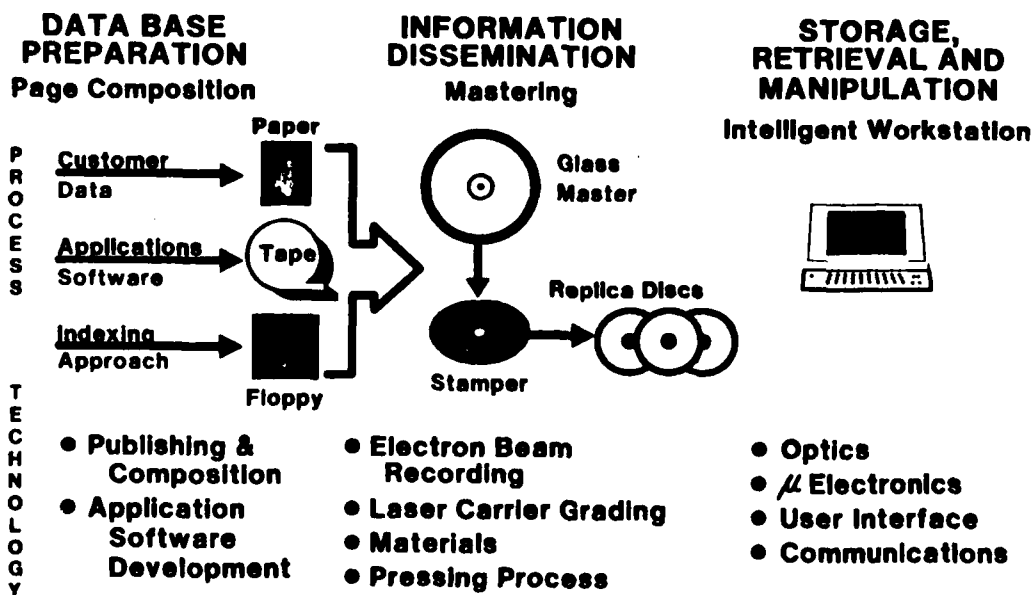 DATA BASE
PREPARATION
Page Composition
INFORMATION
DISSEMINATION
Mastering
STORAGE,
RETRIEVAL AND
MANIPULATION
Intelligent Workstation
PROCESS
Customer
Data
Paper
Applications
Software
Tape
Indexing
Approach
Floppy
Glass
Master
Stamper
Replica Discs
TECHNOLOGY
• Publishing &
Composition
• Application
Software
Development
• Electron Beam
Recording
• Laser Carrier Grading
• Materials
• Pressing Process
• Optics
• μ Electronics
• User Interface
• Communications